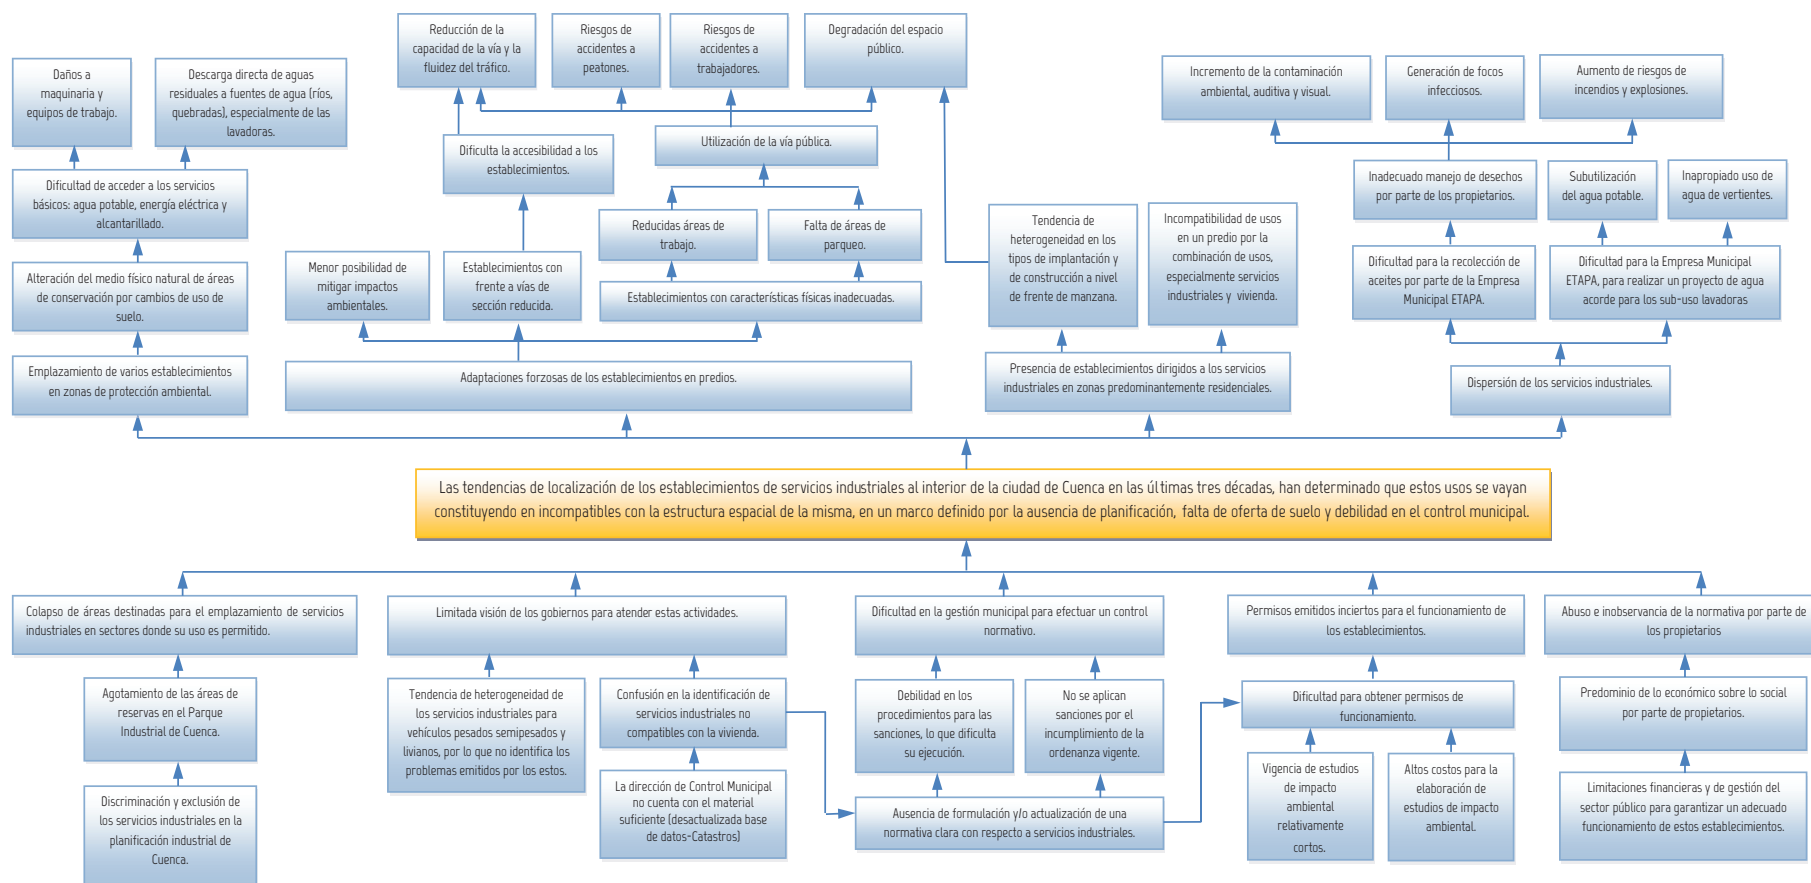 Reducción de la
capacidad de la vía y la
fluidez del tráfico.
Riesgos de
accidentes a
peatones.
Riesgos de
accidentes a
trabajadores.
Degradación del espacio
público.
Daños a
maquinaria y
equipos de trabajo.
Descarga directa de aguas
residuales a fuentes de agua (ríos,
quebradas), especialmente de las
lavadoras.
Incremento de la contaminación
ambiental, auditiva y visual.
Generación de focos
infecciosos.
Aumento de riesgos de
incendios y explosiones.
Dificulta la accesibilidad a los
establecimientos.
Utilización de la vía pública.
Dificultad de acceder a los servicios
básicos: agua potable, energía eléctrica y
alcantarillado.
Inadecuado manejo de desechos
por parte de los propietarios.
Subutilización
del agua potable.
Inapropiado uso de
agua de vertientes.
Reducidas áreas de
trabajo.
Falta de áreas de
parqueo.
Tendencia de
heterogeneidad en los
tipos de implantación y
de construcción a nivel
de frente de manzana.
Incompatibilidad de usos
en un predio por la
combinación de usos,
especialmente servicios
industriales y vivienda.
Alteración del medio físico natural de áreas
de conservación por cambios de uso de
suelo.
Menor posibilidad de
mitigar impactos
ambientales.
Establecimientos con
frente a vías de
sección reducida.
Establecimientos con características físicas inadecuadas.
Dificultad para la recolección de
aceites por parte de la Empresa
Municipal ETAPA.
Dificultad para la Empresa Municipal
ETAPA, para realizar un proyecto de agua
acorde para los sub-uso lavadoras
Emplazamiento de varios establecimientos
en zonas de protección ambiental.
Adaptaciones forzosas de los establecimientos en predios.
Presencia de establecimientos dirigidos a los servicios
industriales en zonas predominantemente residenciales.
Dispersión de los servicios industriales.
Las tendencias de localización de los establecimientos de servicios industriales al interior de la ciudad de Cuenca en las últimas tres décadas, han determinado que estos usos se vayan
constituyendo en incompatibles con la estructura espacial de la misma, en un marco definido por la ausencia de planificación, falta de oferta de suelo y debilidad en el control municipal.
Colapso de áreas destinadas para el emplazamiento de servicios
industriales en sectores donde su uso es permitido.
Limitada visión de los gobiernos para atender estas actividades.
Dificultad en la gestión municipal para efectuar un control
normativo.
Permisos emitidos inciertos para el funcionamiento de
los establecimientos.
Abuso e inobservancia de la normativa por parte de
los propietarios
Agotamiento de las áreas de
reservas en el Parque
Industrial de Cuenca.
Tendencia de heterogeneidad de
los servicios industriales para
vehículos pesados semipesados y
livianos, por lo que no identifica los
problemas emitidos por los estos.
Confusión en la identificación de
servicios industriales no
compatibles con la vivienda.
Debilidad en los
procedimientos para las
sanciones, lo que dificulta
su ejecución.
No se aplican
sanciones por el
incumplimiento de la
ordenanza vigente.
Dificultad para obtener permisos de
funcionamiento.
Predominio de lo económico sobre lo social
por parte de propietarios.
Discriminación y exclusión de
los servicios industriales en la
planificación industrial de
Cuenca.
La dirección de Control Municipal
no cuenta con el material
suficiente (desactualizada base
de datos-Catastros)
Ausencia de formulación y/o actualización de una
normativa clara con respecto a servicios industriales.
Vigencia de estudios
de impacto
ambiental
relativamente
cortos.
Altos costos para la
elaboración de
estudios de impacto
ambiental.
Limitaciones financieras y de gestión del
sector público para garantizar un adecuado
funcionamiento de estos establecimientos.